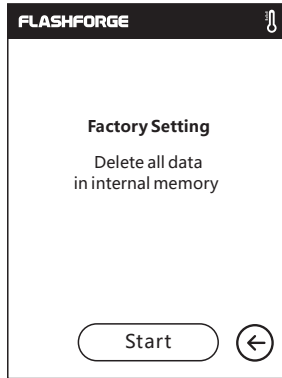 FLASHFORGE
Factory Setting
Delete all data
in internal memory
Start